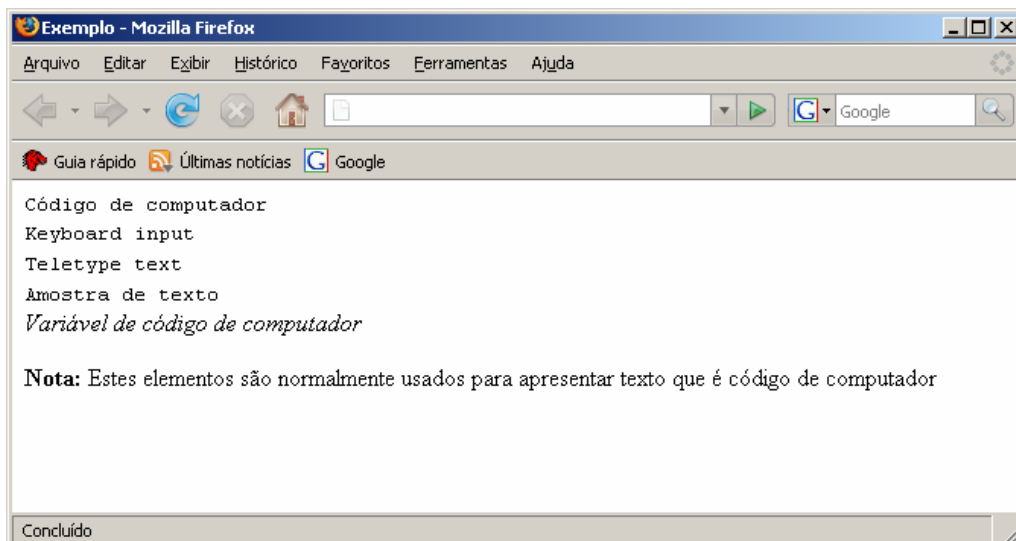 Exemplo - Mozilla Firefox
Arquivo Editar Exibir Histórico Favoritos Ferramentas Ajuda
G Google
Guia rápido Últimas notícias G Google
Código de computador
Keyboard input
Teletype text
Amostra de texto
Variável de código de computador
Nota: Estes elementos são normalmente usados para apresentar texto que é código de computador
Concluído